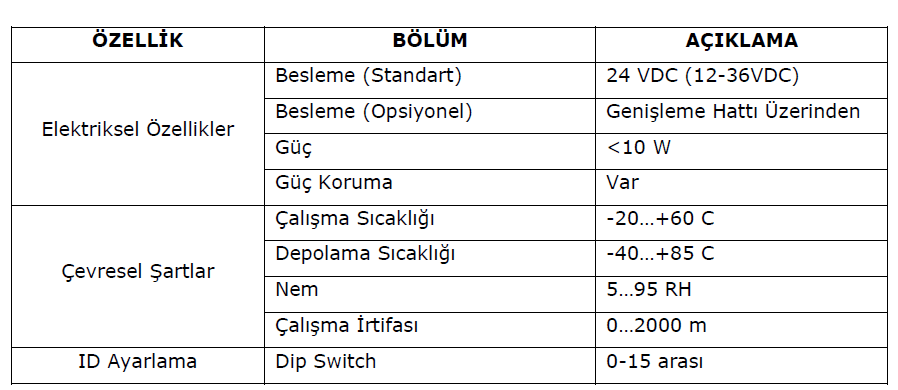 ÖZELLİK BÖLÜM AÇIKLAMA
Elektriksel Özellikler
Besleme (Standart) 24 VDC (12-36VDC)
Besleme (Opsiyonel) Genişleme Hattı Üzerinden
Güç <10 W
Güç Koruma Var
Çevresel Şartlar
Çalışma Sıcaklığı -20...+60 C
Depolama Sıcaklığı -40...+85 C
Nem 5...95 RH
Çalışma İrtifası 0...2000 m
ID Ayarlama Dip Switch 0-15 arası